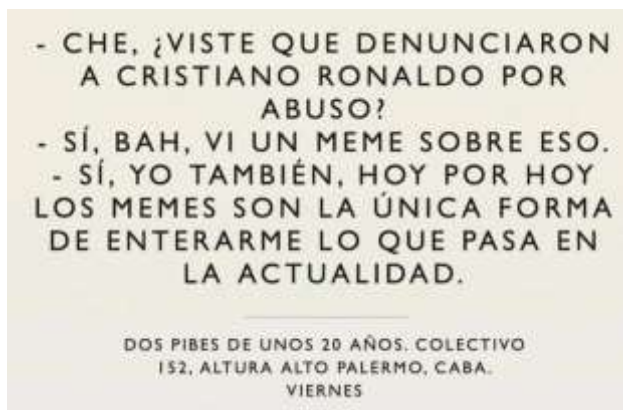 - CHE, ¿VISTE QUE DENUNCIARON
A CRISTIANO RONALDO POR
ABUSO?
- SÍ, BAH, VI UN MEME SOBRE ESO.
- SÍ, YO TAMBIÉN, HOY POR HOY
LOS MEMES SON LA ÚNICA FORMA
DE ENTERARME LO QUE PASA EN
LA ACTUALIDAD.
DOS PIBES DE UNOS 20 AÑOS. COLECTIVO
152, ALTURA ALTO PALERMO, CABA.
VIERNES